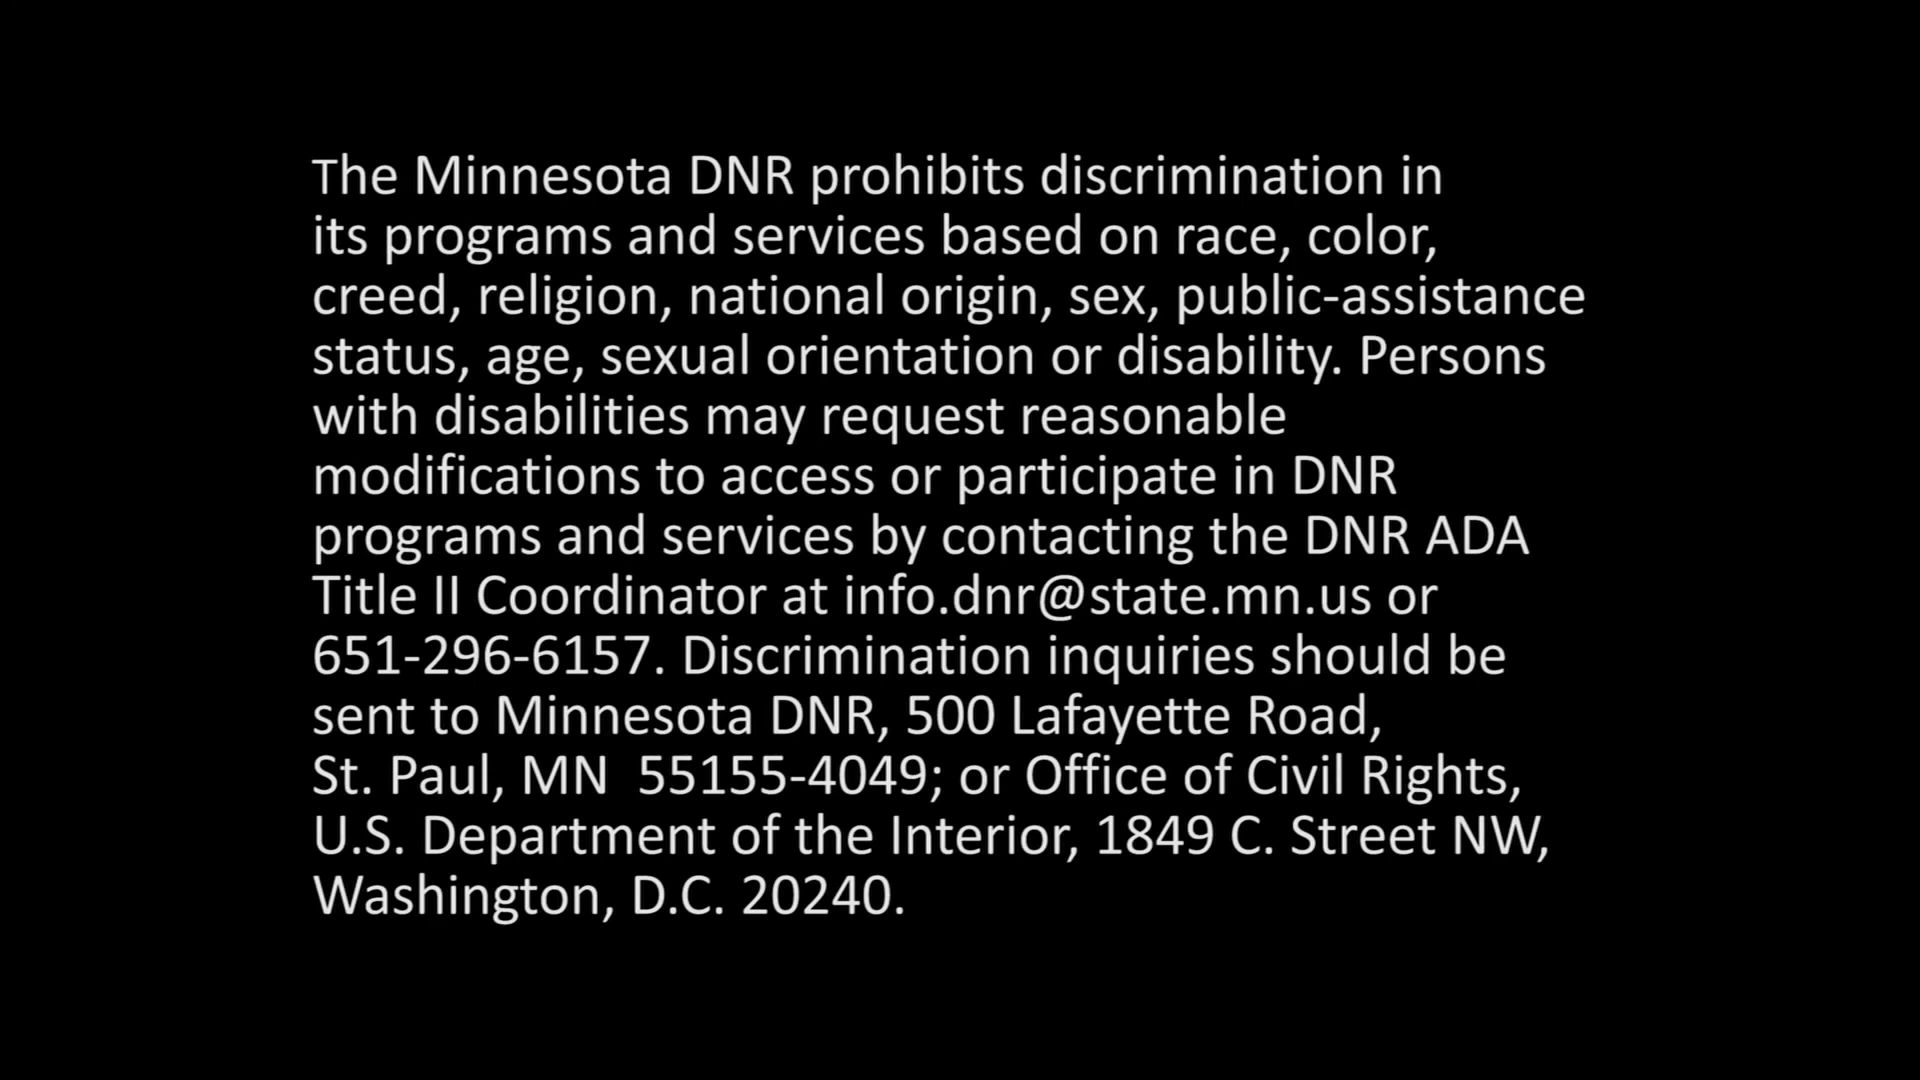 The Minnesota DNR prohibits discrimination in
its programs and services based on race, color,
creed, religion, national origin, sex, public-assistance
status, age, sexual orientation or disability. Persons
with disabilities may request reasonable
modifications to access or participate in DNR
programs and services by contacting the DNR ADA
Title II Coordinator at info.dnr@state.mn.us or
651-296-6157. Discrimination inquiries should be
sent to Minnesota DNR, 500 Lafayette Road,
St. Paul, MN  55155-4049; or Office of Civil Rights,
U.S. Department of the Interior, 1849 C. Street NW,
Washington, D.C. 20240.